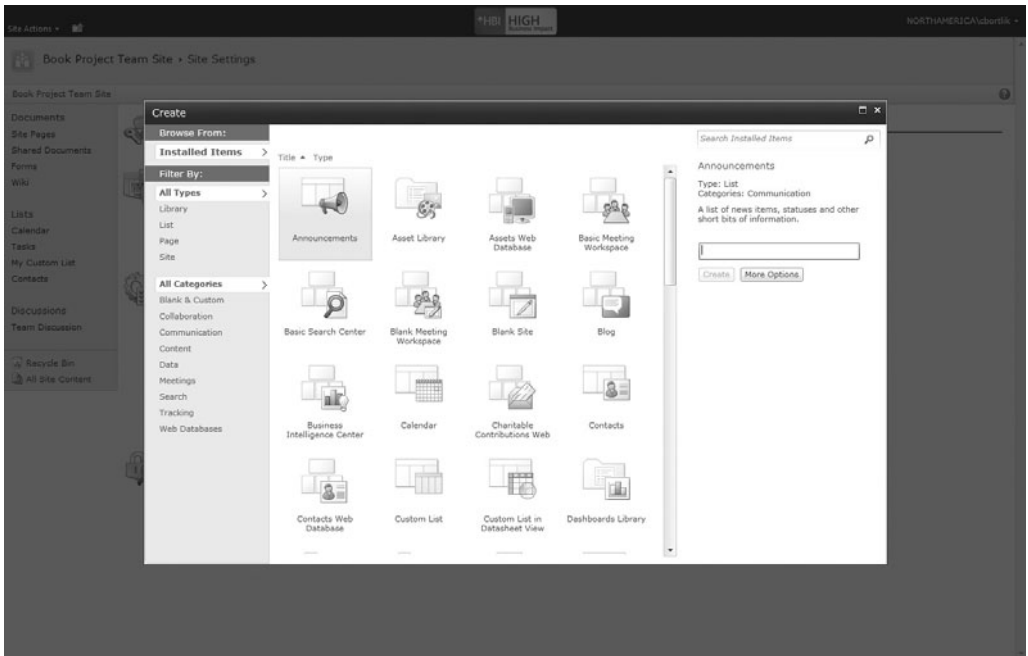 Site Actions
*HBI HIGH
Business Impact
NORTHAMERICA\cbortlik
Book Project Team Site › Site Settings
Book Project Team Site
Documents
Site Pages
Shared Documents
Forms
Wiki
Lists
Calendar
Tasks
My Custom List
Contacts
Discussions
Team Discussion
Recycle Bin
All Site Content
Create
Browse From:
Installed Items
Filter By:
All Types
Library
List
Page
Site
All Categories
Blank & Custom
Collaboration
Communication
Content
Data
Meetings
Search
Tracking
Web Databases
Title Type
Announcements
Asset Library
Assets Web
Database
Basic Meeting
Workspace
Basic Search Center
Blank Meeting
Workspace
Blank Site
Blog
Business
Intelligence Center
Calendar
Charitable
Contributions Web
Contacts
Contacts Web
Database
Custom List
Custom List in
Datasheet View
Dashboards Library
Search Installed Items
Announcements
Type: List
Categories: Communication
A list of news items, statuses and other
short bits of information.
Create More Options